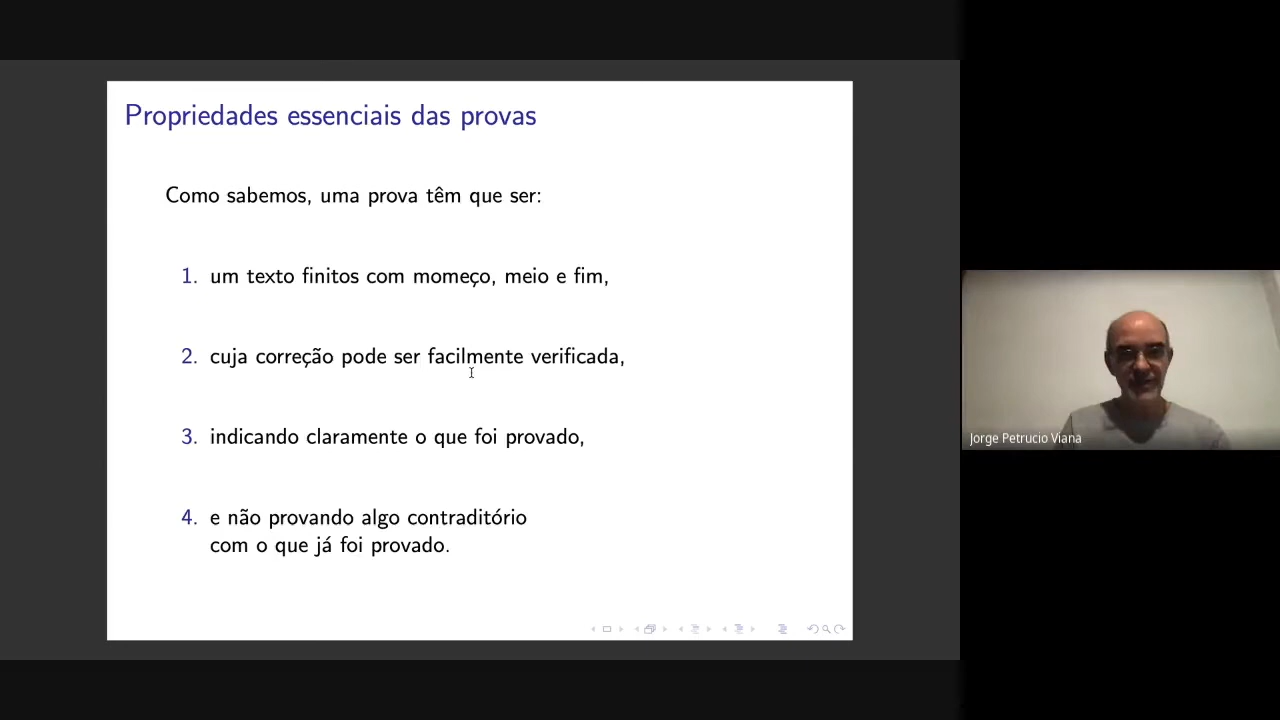 Propriedades essenciais das provas
Como sabemos, uma prova têm que ser:
1. um texto finitos com momeço, meio e fim,
2. cuja correção pode ser facilmente verificada,
3. indicando claramente o que foi provado,
4. e não provando algo contraditório
com o que já foi provado.
Jorge Petrucio Viana